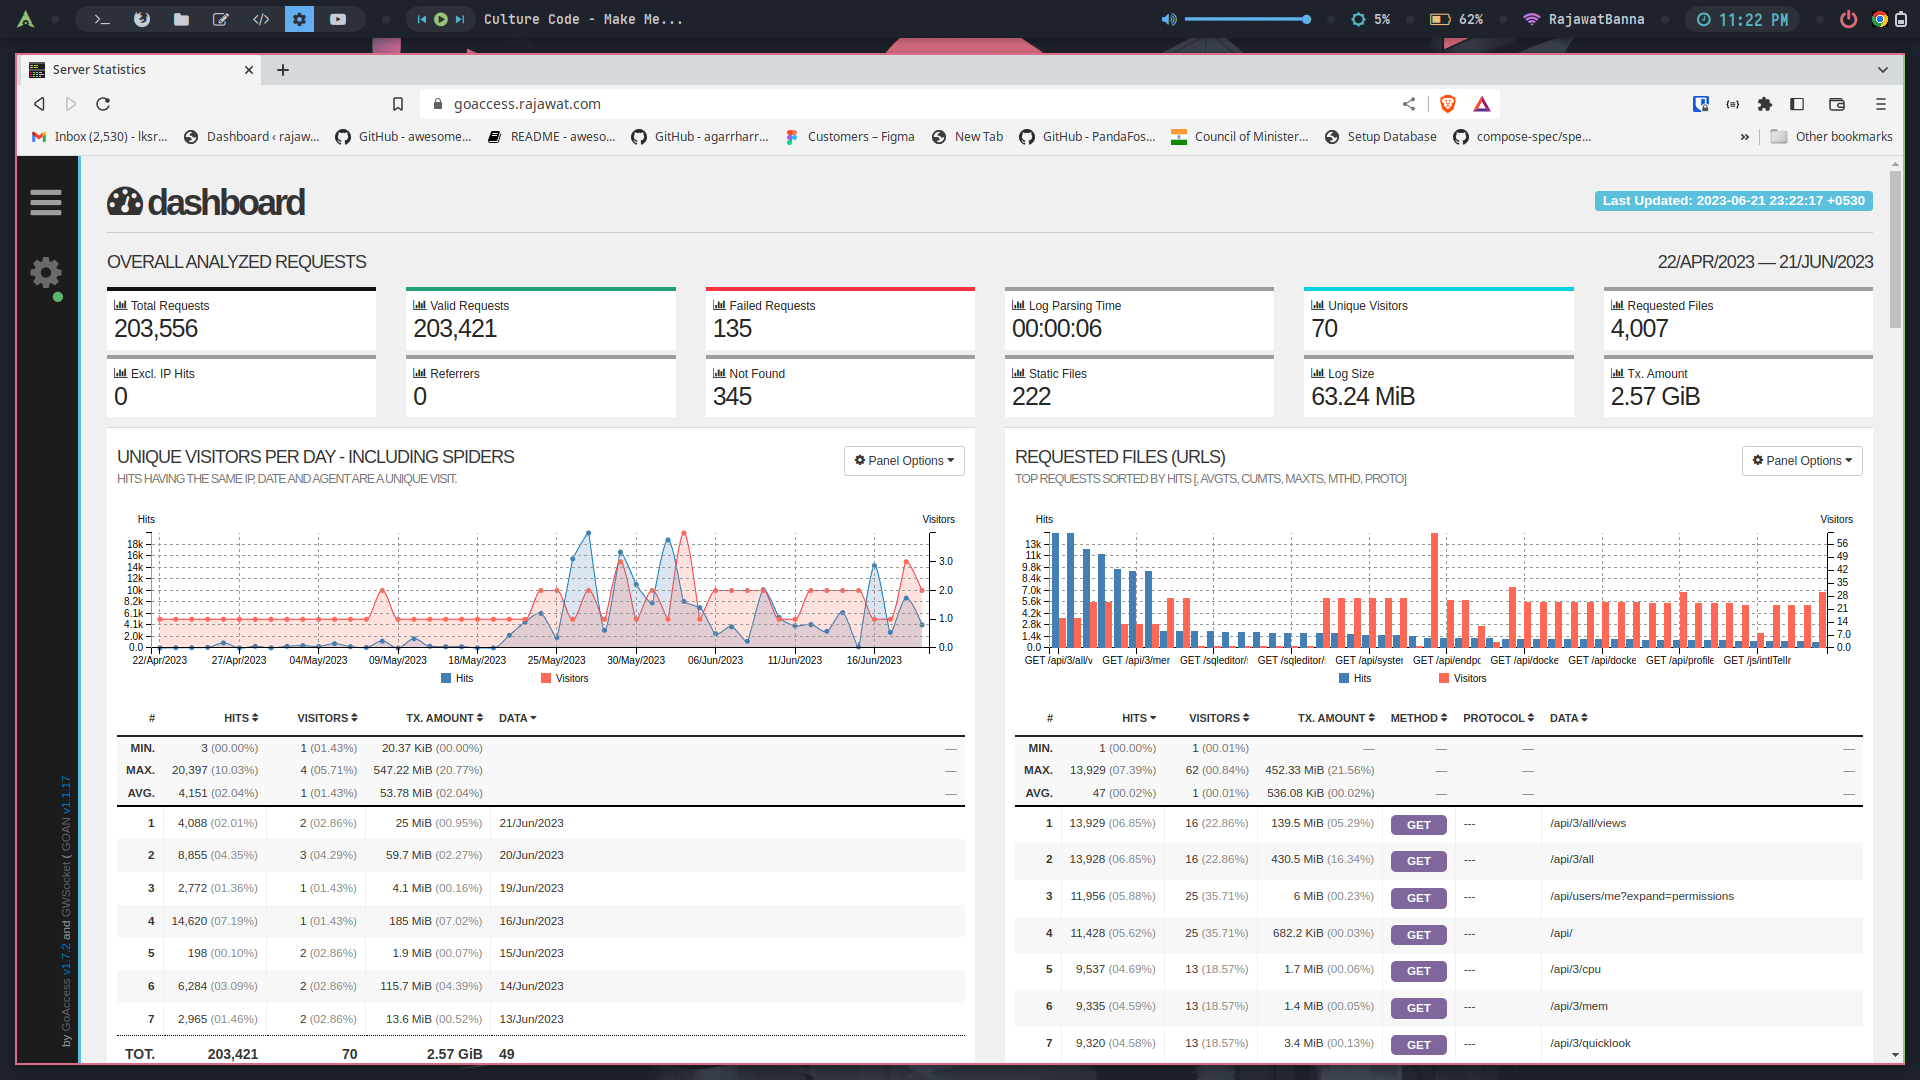 Culture Code - Make Me...
5%
62%
RajawatBanna
11:22 PM
Server Statistics
goaccess.rajawat.com
Inbox (2,530) - lksr...
Dashboard ‹ rajaw...
GitHub - awesome...
README - aweso...
GitHub - agarrharr...
Customers – Figma
New Tab
GitHub - PandaFos...
Council of Minister...
Setup Database
compose-spec/spe...
»
Other bookmarks
dashboard
Last Updated: 2023-06-21 23:22:17 +0530
OVERALL ANALYZED REQUESTS
22/APR/2023 — 21/JUN/2023
Total Requests
203,556
Valid Requests
203,421
Failed Requests
135
Log Parsing Time
00:00:06
Unique Visitors
70
Requested Files
4,007
Excl. IP Hits
0
Referrers
0
Not Found
345
Static Files
222
Log Size
63.24 MiB
Tx. Amount
2.57 GiB
UNIQUE VISITORS PER DAY - INCLUDING SPIDERS
HITS HAVING THE SAME IP, DATE AND AGENT ARE A UNIQUE VISIT.
Panel Options
Hits
Visitors
18k
16k
14k
12k
10k
8.2k
6.1k
4.1k
2.0k
0.0
3.0
2.0
1.0
0.0
22/Apr/2023
27/Apr/2023
04/May/2023
09/May/2023
18/May/2023
25/May/2023
30/May/2023
06/Jun/2023
11/Jun/2023
16/Jun/2023
Hits
Visitors
# HITS VISITORS TX. AMOUNT DATA
MIN. 3 (00.00%) 1 (01.43%) 20.37 KiB (00.00%) —
MAX. 20,397 (10.03%) 4 (05.71%) 547.22 MiB (20.77%) —
AVG. 4,151 (02.04%) 1 (01.43%) 53.78 MiB (02.04%) —
1 4,088 (02.01%) 2 (02.86%) 25 MiB (00.95%) 21/Jun/2023
2 8,855 (04.35%) 3 (04.29%) 59.7 MiB (02.27%) 20/Jun/2023
3 2,772 (01.36%) 1 (01.43%) 4.1 MiB (00.16%) 19/Jun/2023
4 14,620 (07.19%) 1 (01.43%) 185 MiB (07.02%) 16/Jun/2023
5 198 (00.10%) 2 (02.86%) 1.9 MiB (00.07%) 15/Jun/2023
6 6,284 (03.09%) 2 (02.86%) 115.7 MiB (04.39%) 14/Jun/2023
7 2,965 (01.46%) 2 (02.86%) 13.6 MiB (00.52%) 13/Jun/2023
TOT. 203,421 70 2.57 GiB 49
REQUESTED FILES (URLS)
TOP REQUESTS SORTED BY HITS [, AVGTS, CUMTS, MAXTS, MTHD, PROTO]
Panel Options
Hits
Visitors
13k
11k
9.8k
8.4k
7.0k
5.6k
4.2k
2.8k
1.4k
0.0
56
49
42
35
28
21
14
7.0
0.0
GET /api/3/all/v
GET /api/3/mer
GET /sqleditor/
GET /sqleditor/
GET /api/syster
GET /api/endpc
GET /api/docke
GET /api/docke
GET /api/profile
GET /js/intlTelIr
Hits
Visitors
# HITS VISITORS TX. AMOUNT METHOD PROTOCOL DATA
MIN. 1 (00.00%) 1 (00.01%) — — — —
MAX. 13,929 (07.39%) 62 (00.84%) 452.33 MiB (21.56%) — — —
AVG. 47 (00.02%) 1 (00.01%) 536.08 KiB (00.02%) — — —
1 13,929 (06.85%) 16 (22.86%) 139.5 MiB (05.29%) GET --- /api/3/all/views
2 13,928 (06.85%) 16 (22.86%) 430.5 MiB (16.34%) GET --- /api/3/all
3 11,956 (05.88%) 25 (35.71%) 6 MiB (00.23%) GET --- /api/users/me?expand=permissions
4 11,428 (05.62%) 25 (35.71%) 682.2 KiB (00.03%) GET --- /api/
5 9,537 (04.69%) 13 (18.57%) 1.7 MiB (00.06%) GET --- /api/3/cpu
6 9,335 (04.59%) 13 (18.57%) 1.4 MiB (00.05%) GET --- /api/3/mem
7 9,320 (04.58%) 13 (18.57%) 3.4 MiB (00.13%) GET --- /api/3/quicklook
by GoAccess v1.7.2 and GWSocket ( GOAN v1.1.17